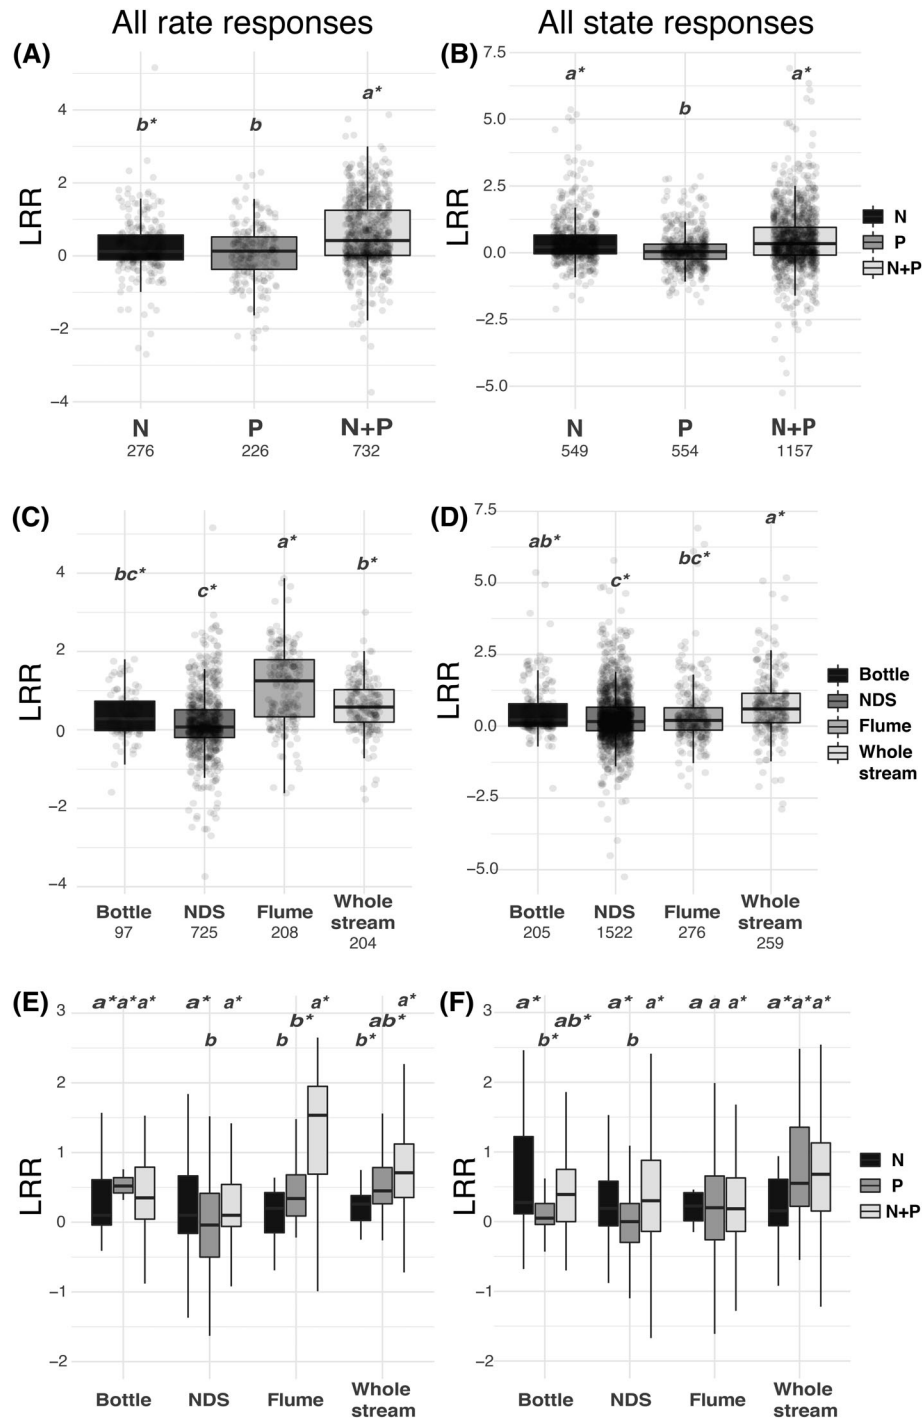 All rate responses
All state responses
(A)
(B)
LRR
4
2
0
−2
−4
b*
b
a*
N
P
N+P
276
226
732
LRR
7.5
5.0
2.5
0.0
−2.5
−5.0
a*
b
a*
N
P
N+P
549
554
1157
N
P
N+P
(C)
(D)
LRR
4
2
0
−2
−4
bc*
c*
a*
b*
Bottle
NDS
Flume
Whole
stream
97
725
208
204
LRR
7.5
5.0
2.5
0.0
−2.5
−5.0
ab*
c*
bc*
a*
Bottle
NDS
Flume
Whole
stream
205
1522
276
259
Bottle
NDS
Flume
Whole
stream
(E)
(F)
LRR
3
2
1
0
−1
−2
a* a* a*
a* b a*
b b* a*
b* ab* a*
Bottle
NDS
Flume
Whole
stream
LRR
3
2
1
0
−1
−2
a* b* ab*
a* b a*
a a a*
a* a* a*
Bottle
NDS
Flume
Whole
stream
N
P
N+P